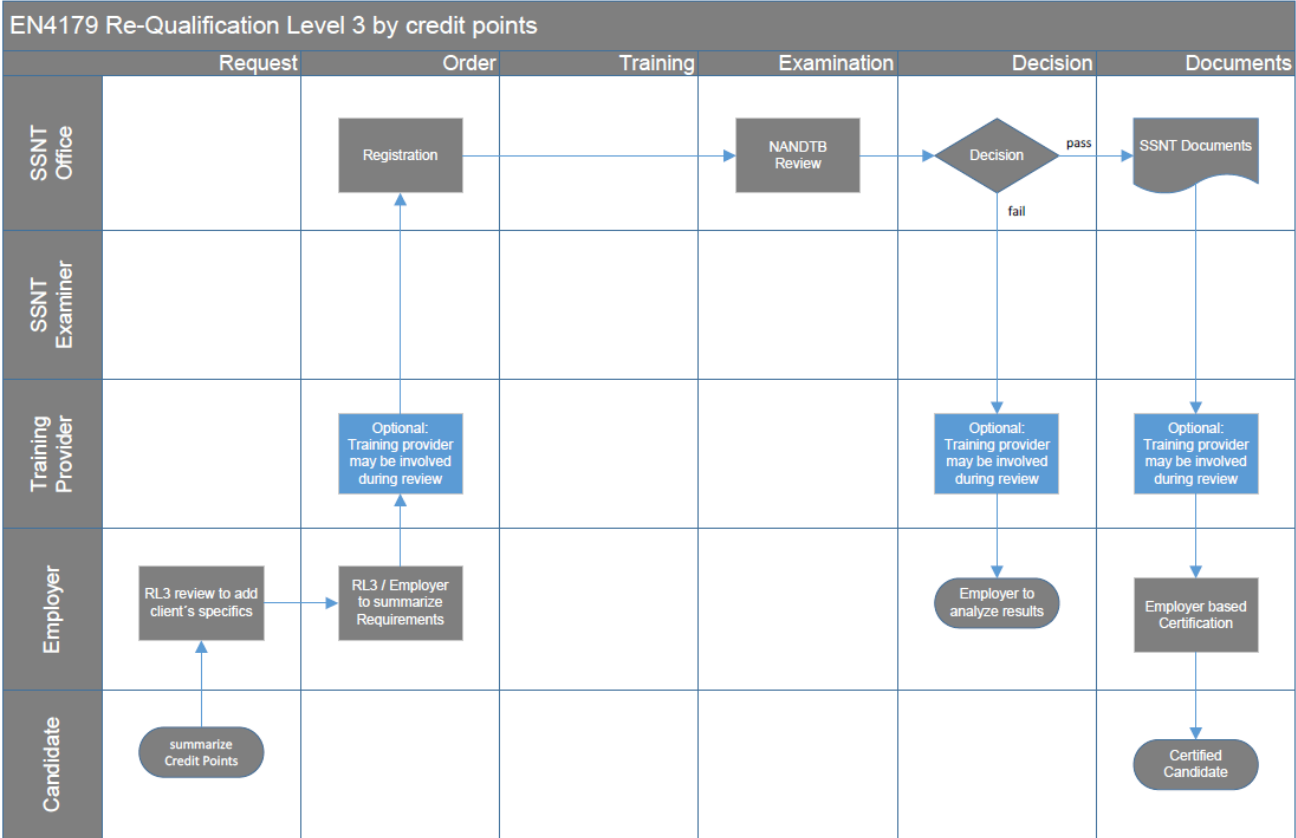 EN4179 Re-Qualification Level 3 by credit points
Request
Order
Training
Examination
Decision
Documents
SSNT
Office
Registration
NANDTB
Review
Decision
pass
fail
SSNT Documents
SSNT
Examiner
Training
Provider
Optional:
Training provider
may be involved
during review
Optional:
Training provider
may be involved
during review
Optional:
Training provider
may be involved
during review
Employer
RL3 review to add
client´s specifics
RL3 / Employer
to summarize
Requirements
Employer to
analyze results
Employer based
Certification
Candidate
summarize
Credit Points
Certified
Candidate